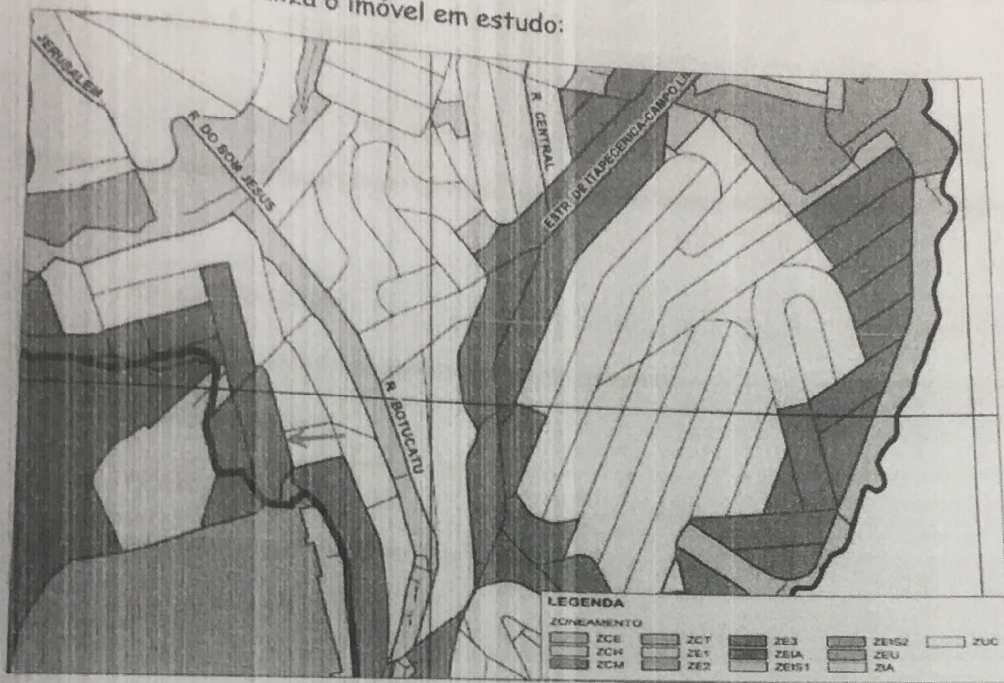 o imóvel em estudo:
JERUSALEM
R DO BOM JESUS
R CENTRAL
ESTR. DE ITAPECERICA-CAMPO
R BOTUCATU
LEGENDA
ZONEAMENTO
ZCE ZCT ZE3 ZEIS2 ZUC
ZCH ZE1 ZEIA ZEU
ZCM ZE2 ZEIS1 ZIA